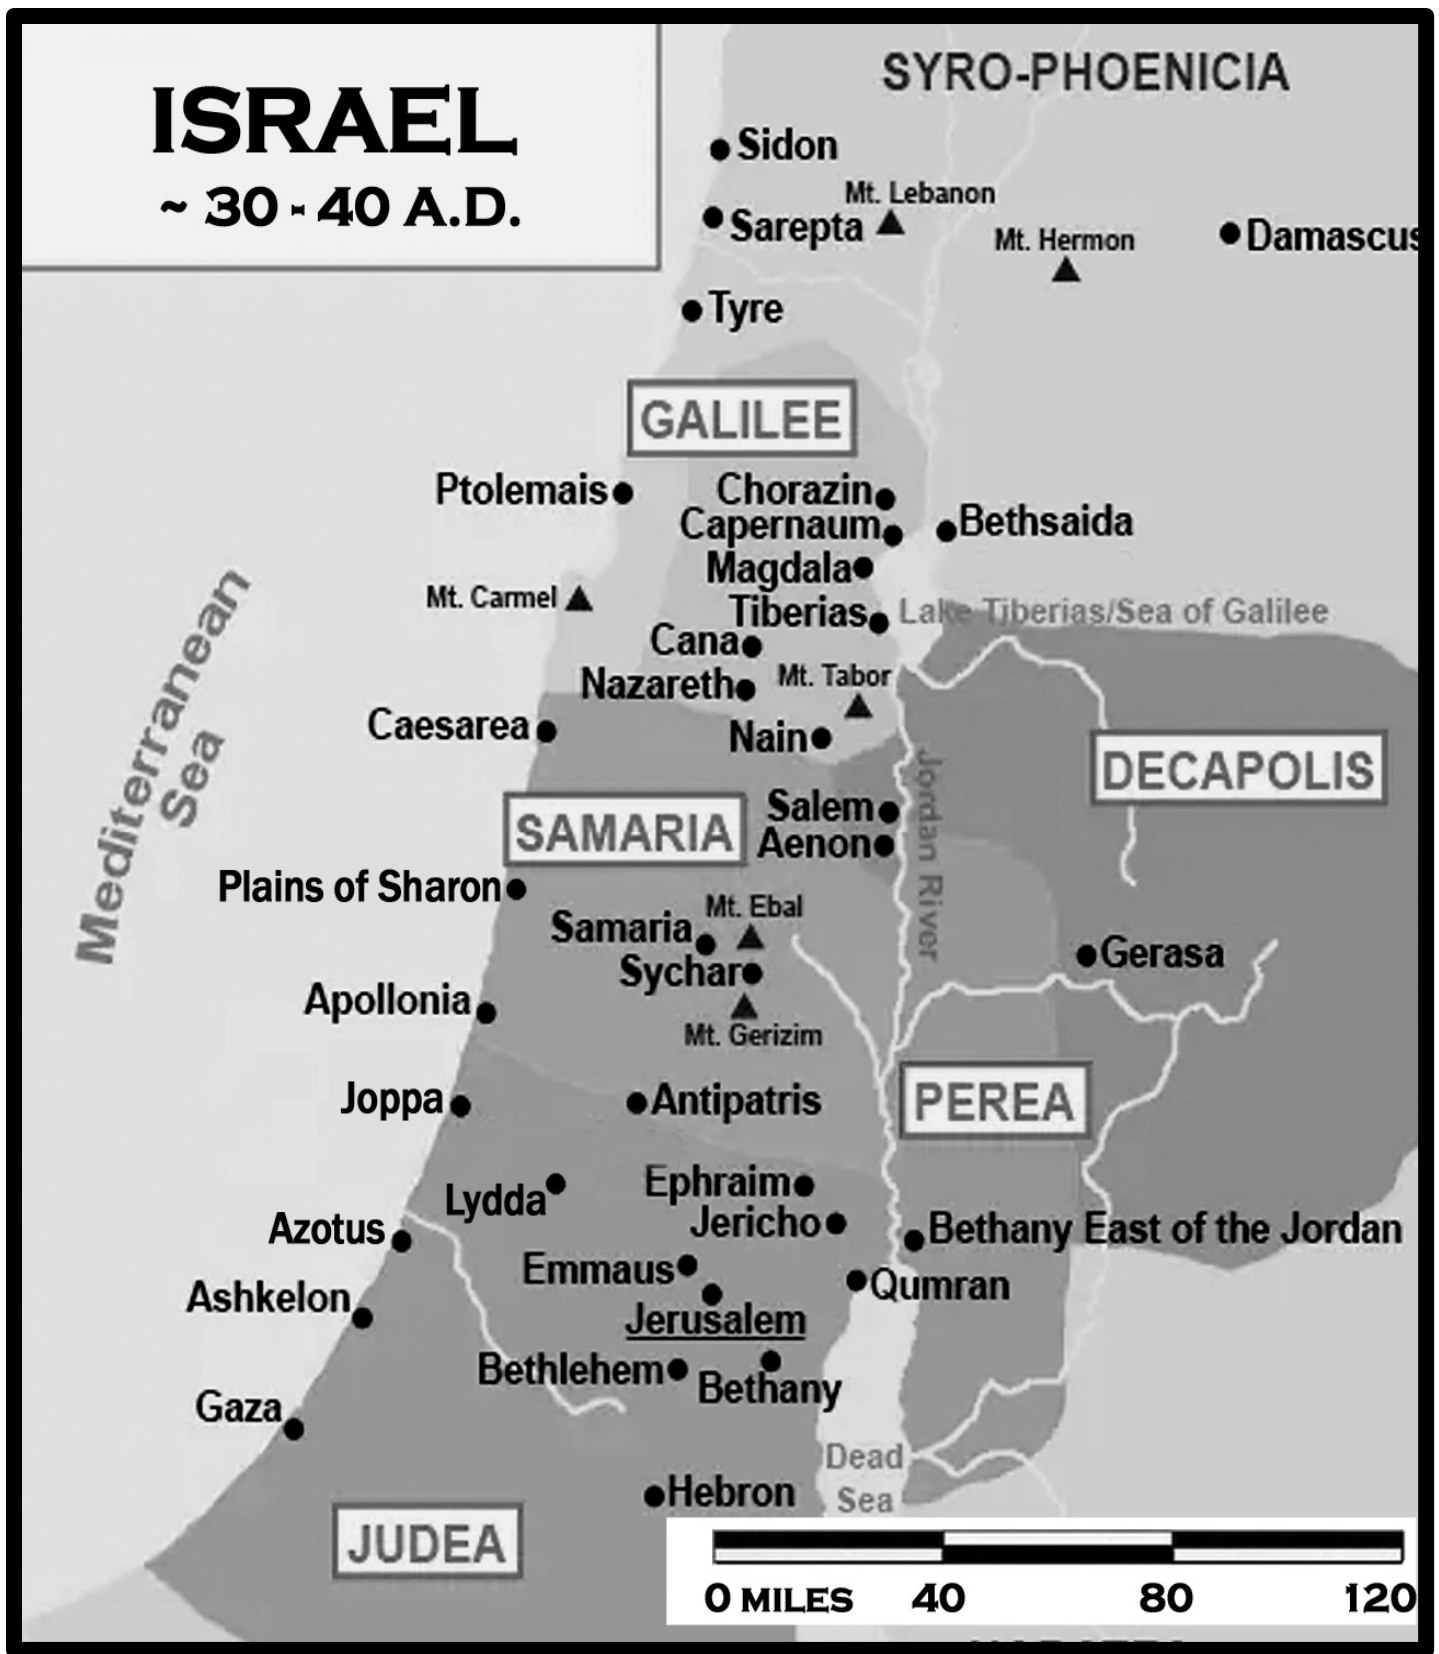 ISRAEL
~ 30 - 40 A.D.
SYRO-PHOENICIA
Sidon
Mt. Lebanon
Sarepta
Mt. Hermon
Damascus
Tyre
GALILEE
Ptolemais
Chorazin
Capernaum
Bethsaida
Magdala
Mt. Carmel
Tiberias
Lake Tiberias/Sea of Galilee
Cana
Nazareth
Mt. Tabor
Mediterranean
Sea
Caesarea
Nain
DECAPOLIS
Jordan River
Salem
SAMARIA
Aenon
Plains of Sharon
Mt. Ebal
Samaria
Gerasa
Sychar
Apollonia
Mt. Gerizim
Joppa
Antipatris
PEREA
Ephraim
Lydda
Jericho
Azotus
Bethany East of the Jordan
Emmaus
Qumran
Ashkelon
Jerusalem
Bethlehem
Bethany
Gaza
Dead
Sea
Hebron
JUDEA
0 MILES 40 80 120